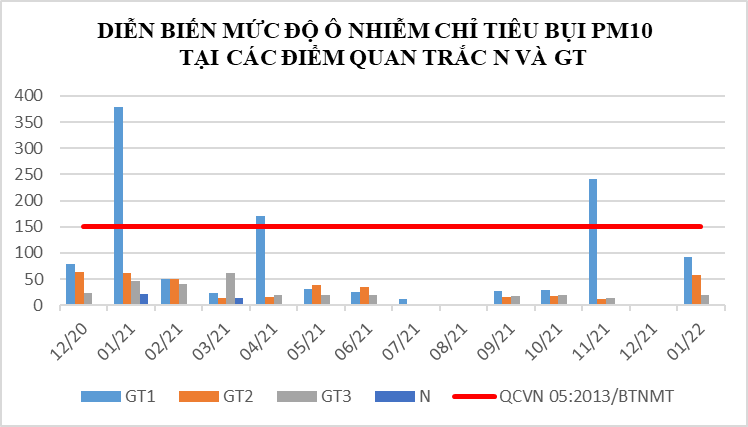 DIỄN BIẾN MỨC ĐỘ Ô NHIỄM CHỈ TIÊU BỤI PM10
TẠI CÁC ĐIỂM QUAN TRẮC N VÀ GT
400
350
300
250
200
150
100
50
0
12/20 01/21 02/21 03/21 04/21 05/21 06/21 07/21 08/21 09/21 10/21 11/21 12/21 01/22
GT1 GT2 GT3 N QCVN 05:2013/BTNMT